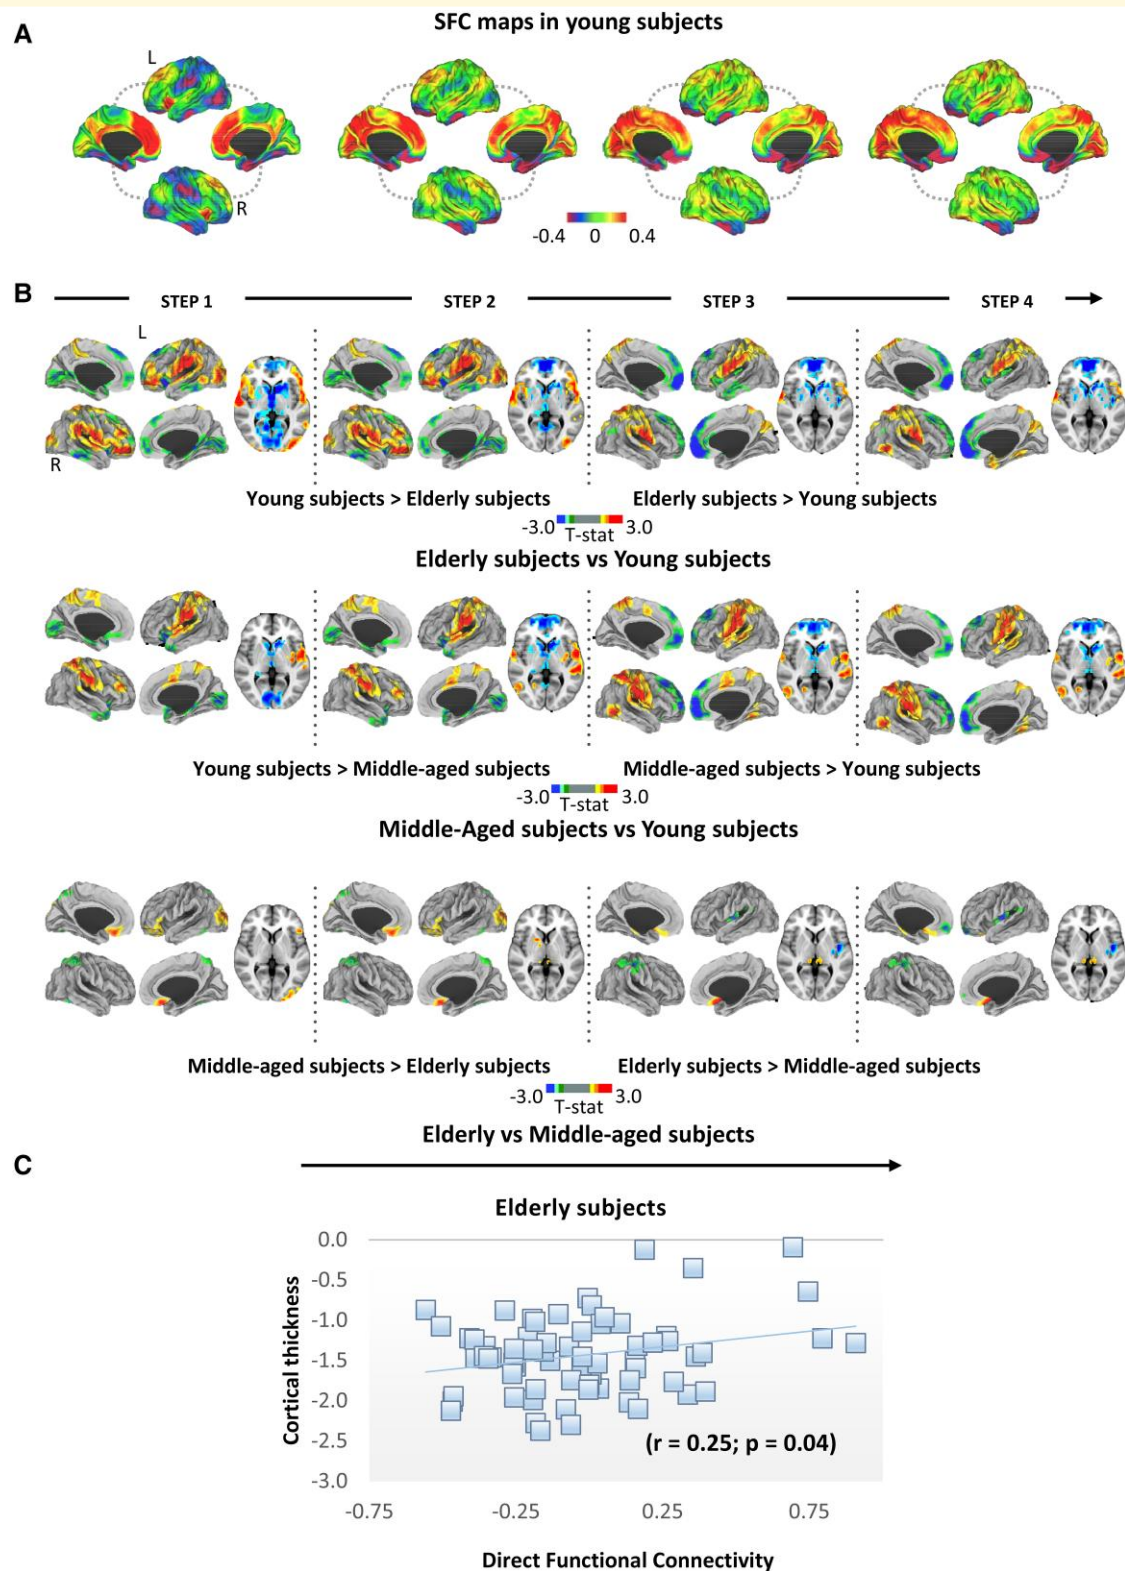 SFC maps in young subjects
A
L
R
-0.4 0 0.4
B
STEP 1 STEP 2 STEP 3 STEP 4
L
R
Young subjects > Elderly subjects Elderly subjects > Young subjects
-3.0 3.0
T-stat
Elderly subjects vs Young subjects
Young subjects > Middle-aged subjects Middle-aged subjects > Young subjects
-3.0 3.0
T-stat
Middle-Aged subjects vs Young subjects
Middle-aged subjects > Elderly subjects Elderly subjects > Middle-aged subjects
-3.0 3.0
T-stat
Elderly vs Middle-aged subjects
C
Elderly subjects
Cortical thickness
0.0
-0.5
-1.0
-1.5
-2.0
-2.5
-3.0
(r = 0.25; p = 0.04)
-0.75 -0.25 0.25 0.75
Direct Functional Connectivity